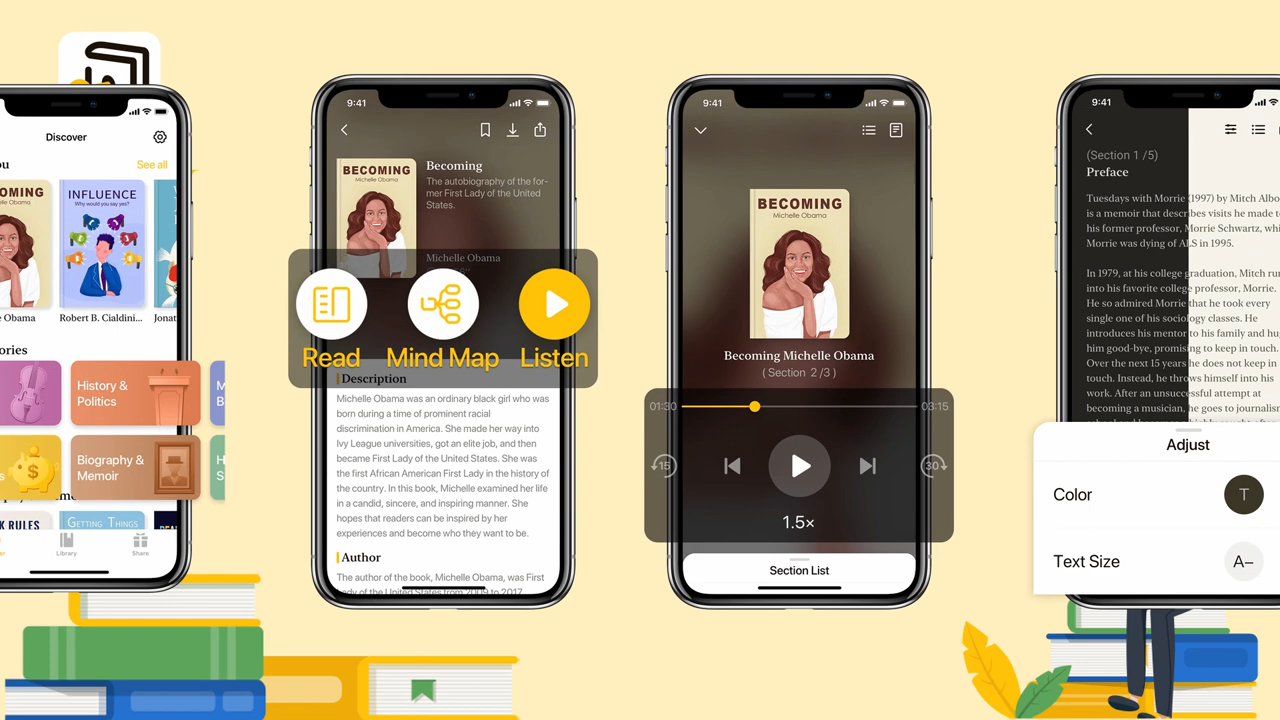 Discover
ou
See all
BECOMING
Michelle Obama
INFLUENCE
Why would you say yes?
e Obama
Robert B. Cialdini...
Jonat
ories
History &
Politics
M
B
Biography &
Memoir
H
S
K RULES
GETTING THINGS
Library
Share
9:41
BECOMING
Michelle Obama
Becoming
The autobiography of the for-
mer First Lady of the United
States.
Michelle Obama
Read
Mind Map
Listen
Description
Michelle Obama was an ordinary black girl who was
born during a time of prominent racial
discrimination in America. She made her way into
Ivy League universities, got an elite job, and then
became First Lady of the United States. She was
the first African American First Lady in the history of
the country. In this book, Michelle examined her life
in a candid, sincere, and inspiring manner. She
hopes that readers can be inspired by her
experiences and become who they want to be.
Author
The author of the book, Michelle Obama, was First
Lady of the United States from 2009 to 2017.
9:41
BECOMING
Michelle Obama
Becoming Michelle Obama
( Section 2 /3 )
01:30
03:15
15
30
1.5×
Section List
9:41
(Section 1 /5)
Preface
Tuesdays with Morrie (1997) by Mitch Albo
is a memoir that describes visits he made t
his former professor, Morrie Schwartz, whi
Morrie was dying of ALS in 1995.
In 1979, at his college graduation, Mitch run
into his favorite college professor, Morrie.
He so admired Morrie that he took every
single one of his sociology classes. He
introduces his mentor to his family and hu
him good-bye, promising to keep in touch.
Over the next 15 years he does not keep in
touch. Instead, he throws himself into his
work. After an unsuccessful attempt at
becoming a musician, he goes to journalism
Adjust
Color
T
Text Size
A–